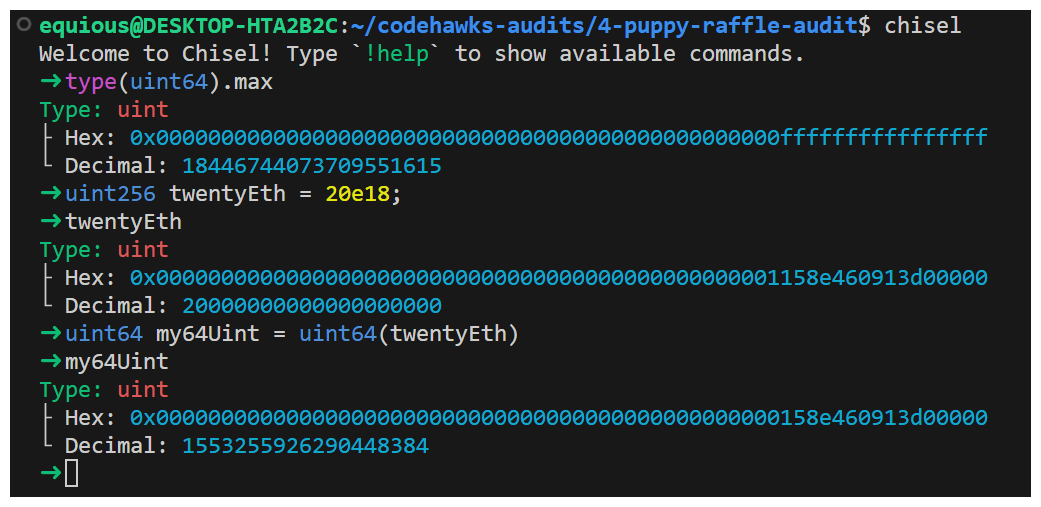 equious@DESKTOP-HTA2B2C:~/codehawks-audits/4-puppy-raffle-audit$ chisel
Welcome to Chisel! Type `!help` to show available commands.
➜type(uint64).max
Type: uint
├ Hex: 0x000000000000000000000000000000000000000000000000ffffffffffffffff
└ Decimal: 18446744073709551615
➜uint256 twentyEth = 20e18;
➜twentyEth
Type: uint
├ Hex: 0x000000000000000000000000000000000000000000000001158e460913d00000
└ Decimal: 20000000000000000000
➜uint64 my64Uint = uint64(twentyEth)
➜my64Uint
Type: uint
├ Hex: 0x000000000000000000000000000000000000000000000000158e460913d00000
└ Decimal: 1553255926290448384
➜